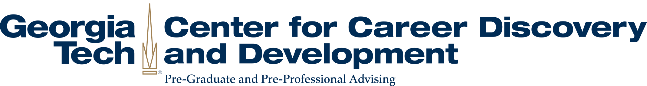 Georgia Tech
Center for Career Discovery
and Development
Pre-Graduate and Pre-Professional Advising